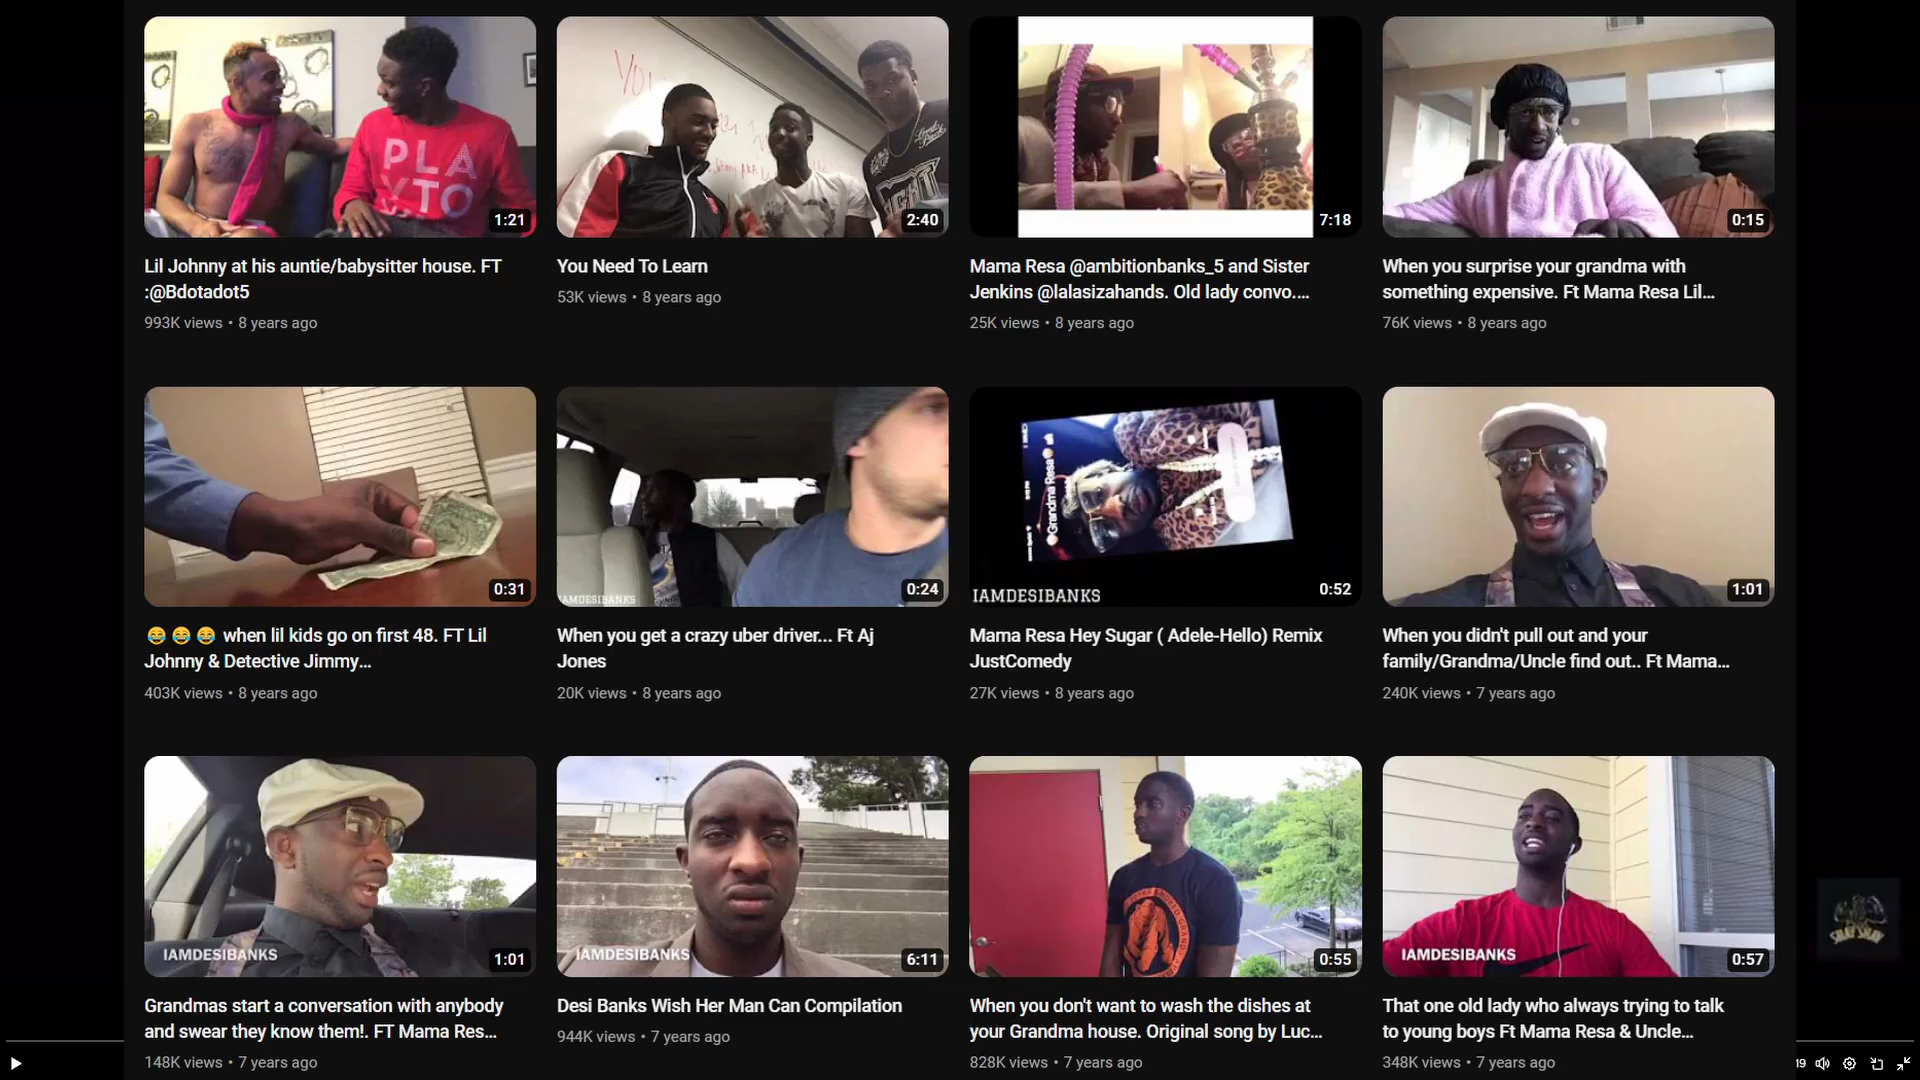 YOU
PLA
YTO
1:21
2:40
7:18
0:15
Lil Johnny at his auntie/babysitter house. FT
:@Bdotadot5
993K views • 8 years ago
You Need To Learn
53K views • 8 years ago
Mama Resa @ambitionbanks_5 and Sister
Jenkins @lalasizahands. Old lady convo....
25K views • 8 years ago
When you surprise your grandma with
something expensive. Ft Mama Resa Lil...
76K views • 8 years ago
Grandma Resa
IAMDESIBANKS
IAMDESIBANKS
0:31
0:24
0:52
1:01
😂 😂 😂 when lil kids go on first 48. FT Lil
Johnny & Detective Jimmy...
403K views • 8 years ago
When you get a crazy uber driver... Ft Aj
Jones
20K views • 8 years ago
Mama Resa Hey Sugar ( Adele-Hello) Remix
JustComedy
27K views • 8 years ago
When you didn't pull out and your
family/Grandma/Uncle find out.. Ft Mama...
240K views • 7 years ago
IAMDESIBANKS
1:01
IAMDESIBANKS
6:11
0:55
IAMDESIBANKS
0:57
Grandmas start a conversation with anybody
and swear they know them!. FT Mama Res...
148K views • 7 years ago
Desi Banks Wish Her Man Can Compilation
944K views • 7 years ago
When you don't want to wash the dishes at
your Grandma house. Original song by Luc...
828K views • 7 years ago
That one old lady who always trying to talk
to young boys Ft Mama Resa & Uncle...
348K views • 7 years ago
19